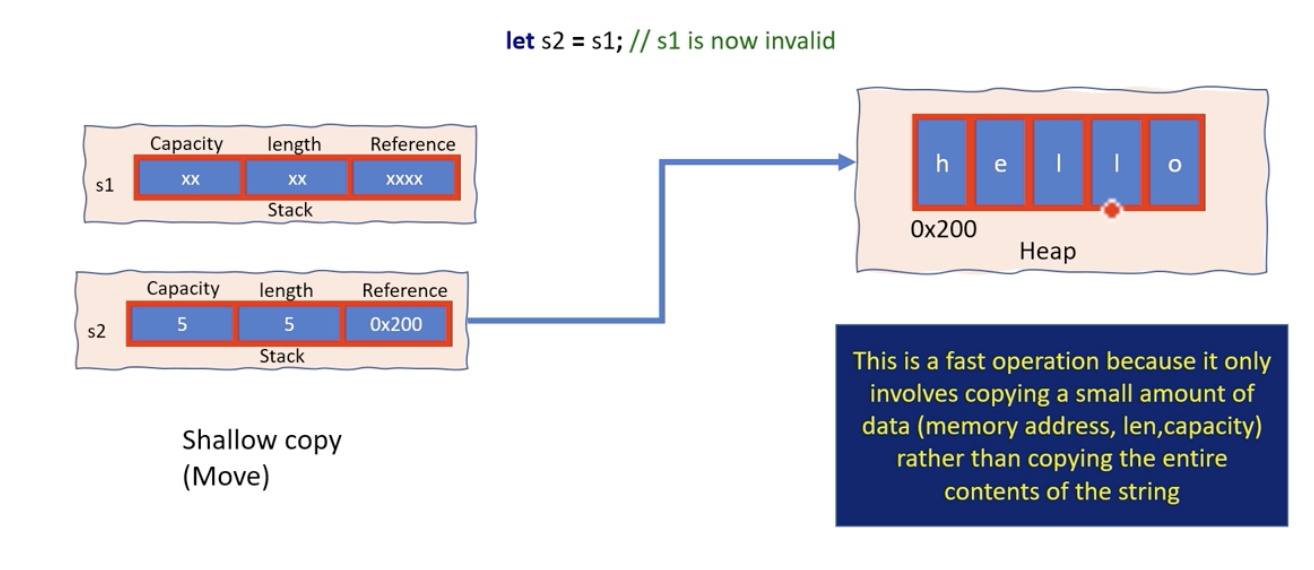 let s2 = s1; // s1 is now invalid
Capacity length Reference
s1 xx xx xxxx
Stack
h e l l o
0x200
Heap
Capacity length Reference
s2 5 5 0x200
Stack
Shallow copy
(Move)
This is a fast operation because it only
involves copying a small amount of
data (memory address, len,capacity)
rather than copying the entire
contents of the string